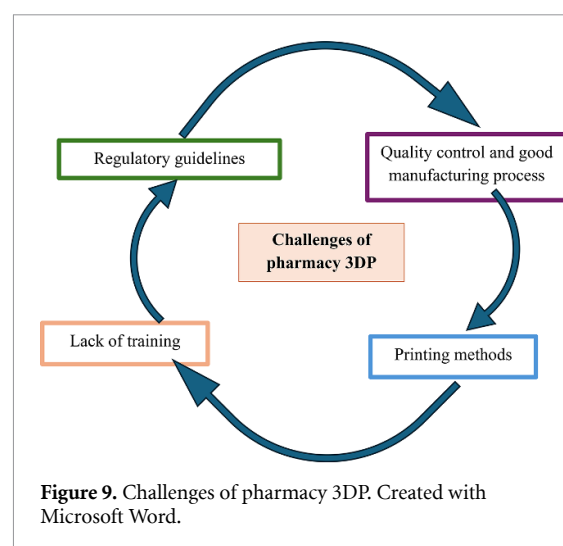 Regulatory guidelines
Quality control and good
manufacturing process
Challenges of
pharmacy 3DP
Lack of training
Printing methods
Figure 9. Challenges of pharmacy 3DP. Created with
Microsoft Word.